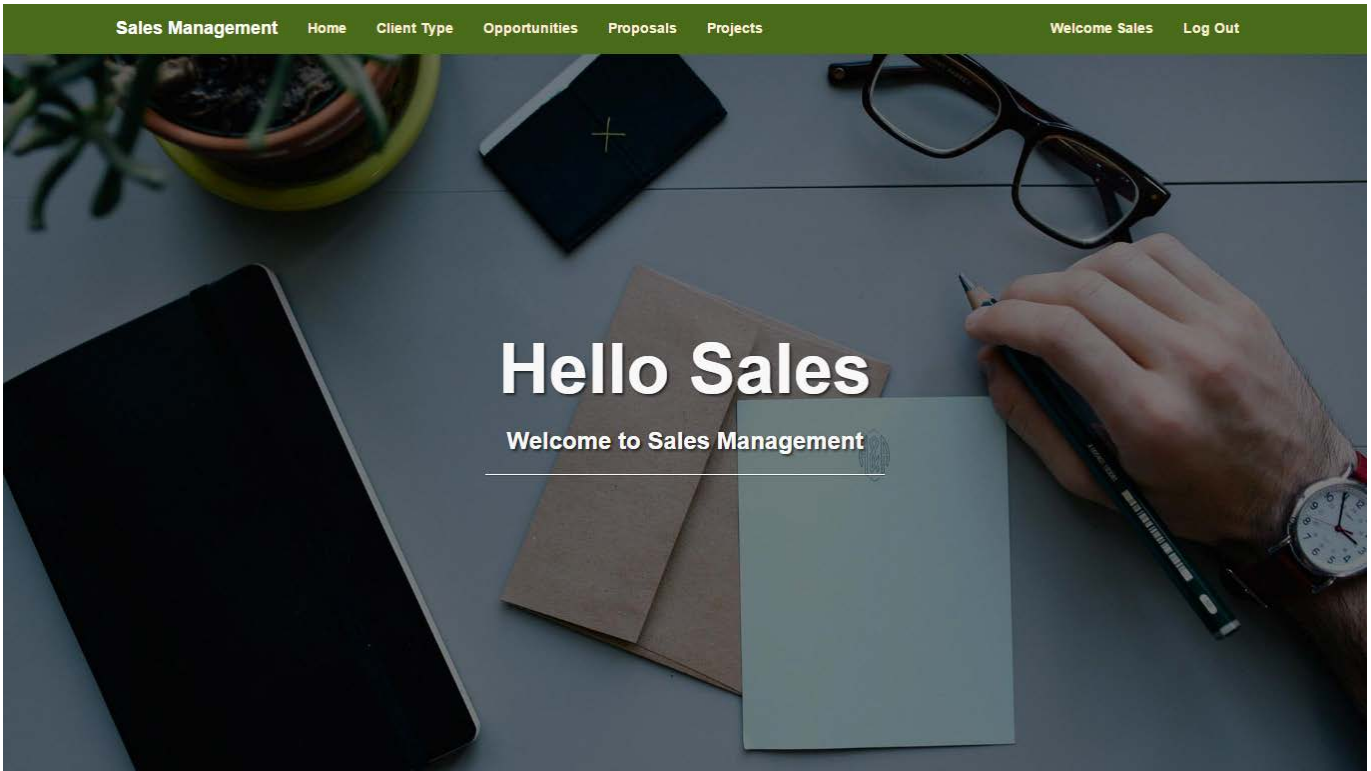 Sales Management Home Client Type Opportunities Proposals Projects Welcome Sales Log Out
Hello Sales
Welcome to Sales Management